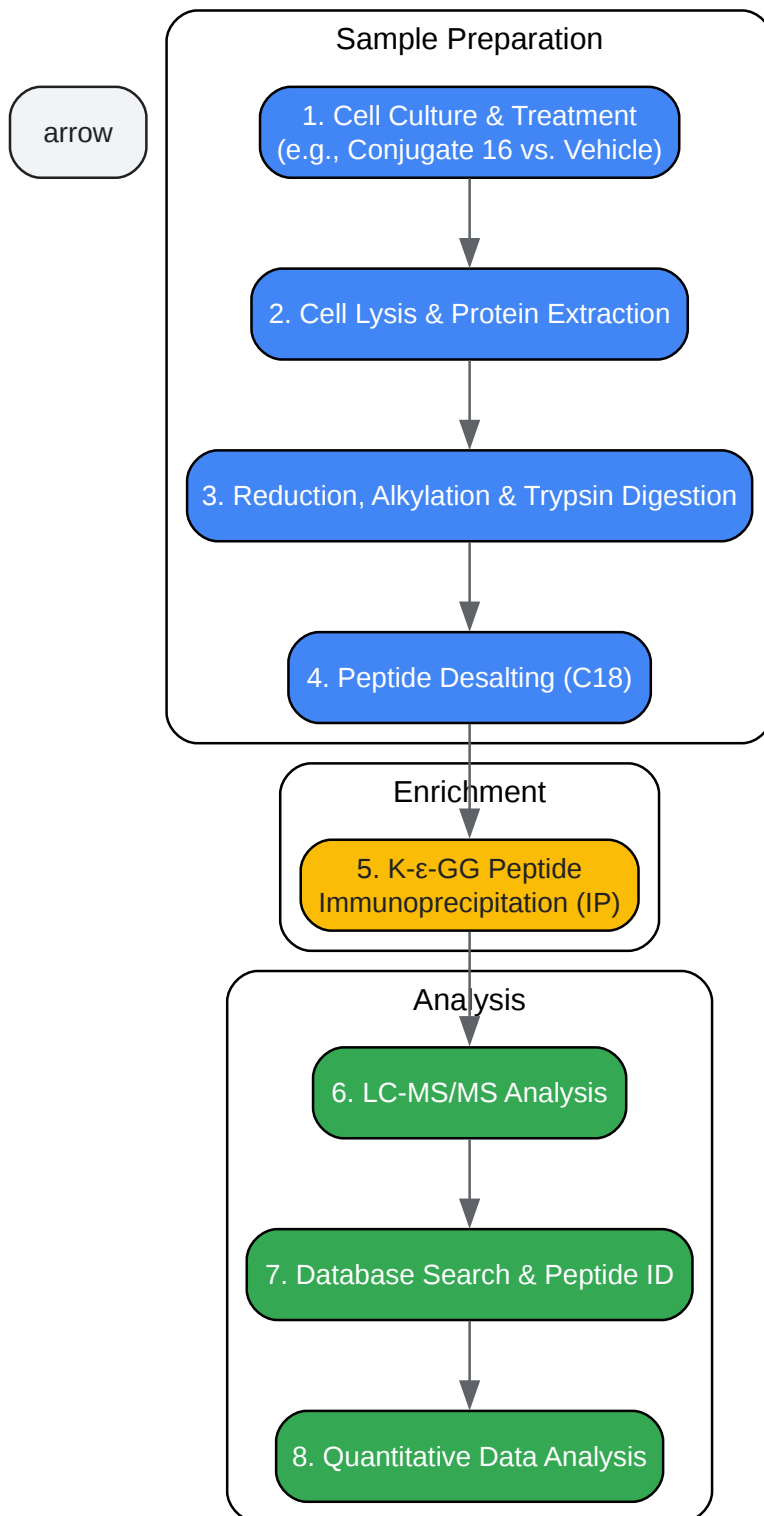 Sample Preparation
arrow
1. Cell Culture & Treatment
(e.g., Conjugate 16 vs. Vehicle)
2. Cell Lysis & Protein Extraction
3. Reduction, Alkylation & Trypsin Digestion
4. Peptide Desalting (C18)
Enrichment
5. K-ε-GG Peptide
Immunoprecipitation (IP)
Analysis
6. LC-MS/MS Analysis
7. Database Search & Peptide ID
8. Quantitative Data Analysis